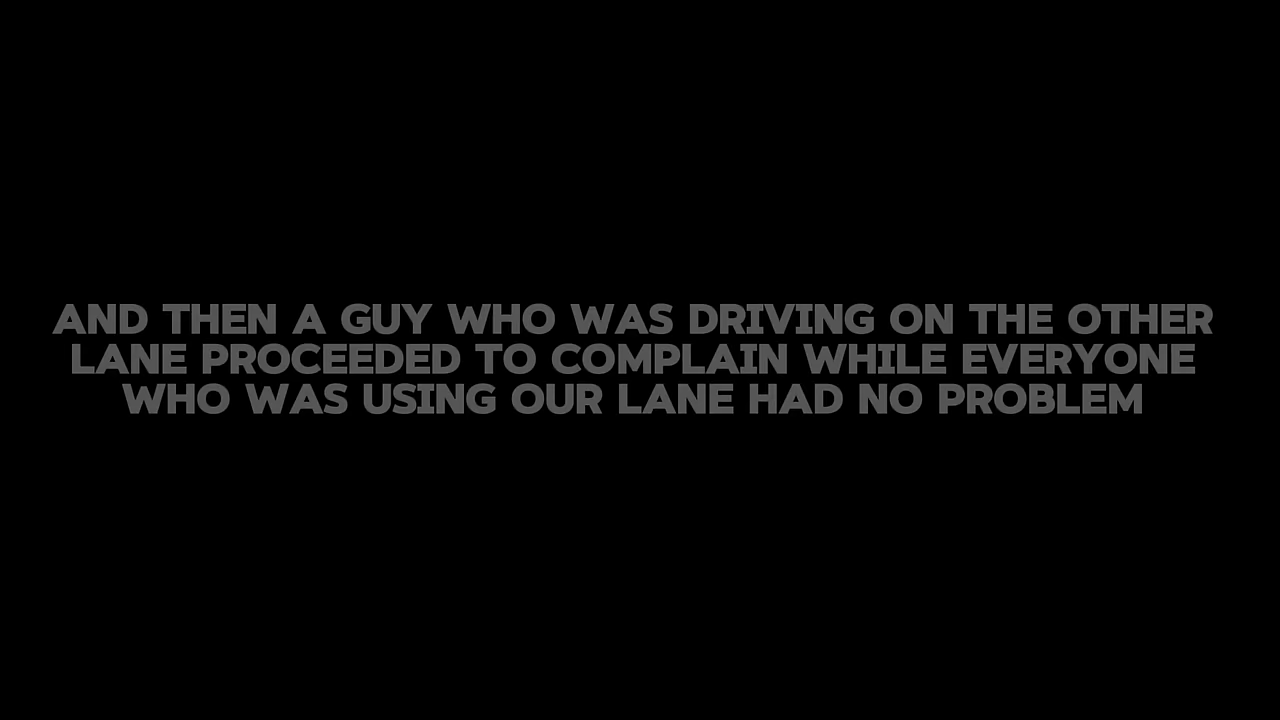 AND THEN A GUY WHO WAS DRIVING ON THE OTHER
LANE PROCEEDED TO COMPLAIN WHILE EVERYONE
WHO WAS USING OUR LANE HAD NO PROBLEM